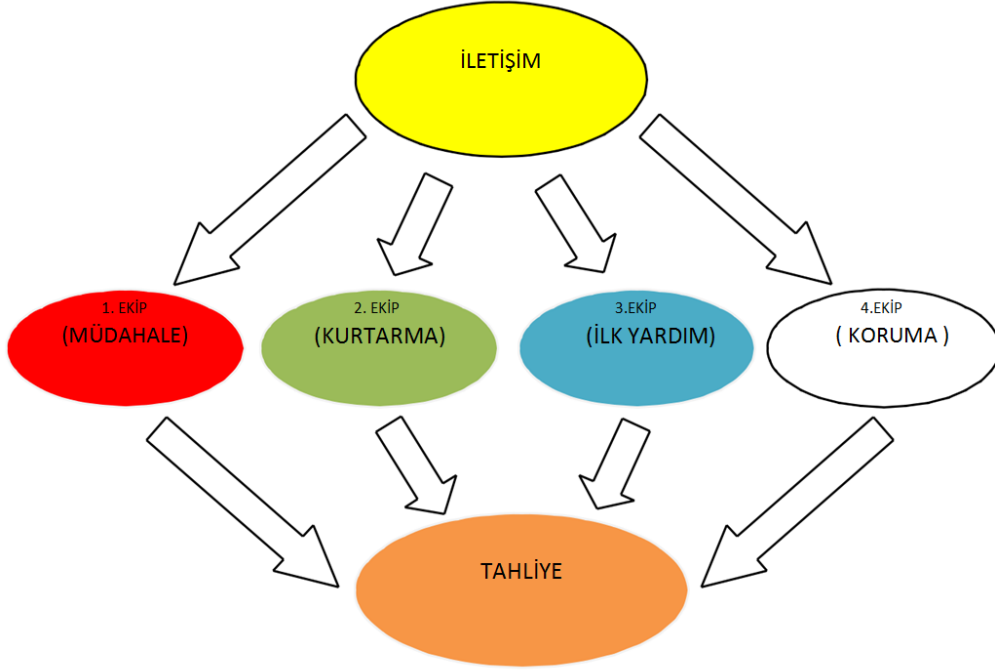 İLETİŞİM
1. EKİP
(MÜDAHALE)
2. EKİP
(KURTARMA)
3.EKİP
(İLK YARDIM)
4.EKİP
( KORUMA )
TAHLİYE